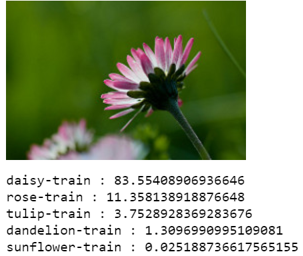 daisy-train : 83.55408906936646
rose-train : 11.358138918876648
tulip-train : 3.7528928369283676
dandelion-train : 1.3096990995109081
sunflower-train : 0.025188736617565155